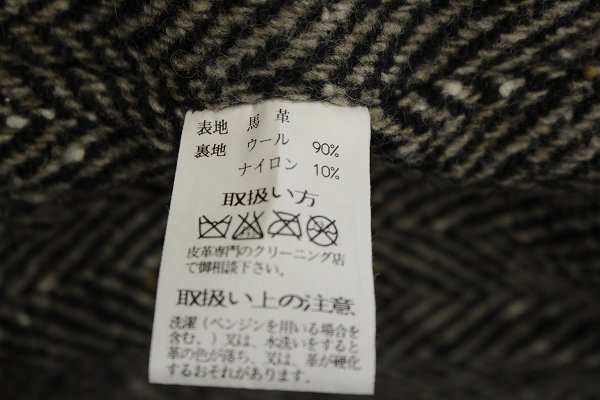 表地 馬 革
裏地 ウール 90%
ナイロン 10%
取扱い方
皮革専門のクリーニング店
で御相談下さい。
取扱い上の注意
洗濯(ベンジンを用いる場合を
含む。)又は、水洗いをすると
革の色が落ち、又は、革が硬化
するおそれがあります。